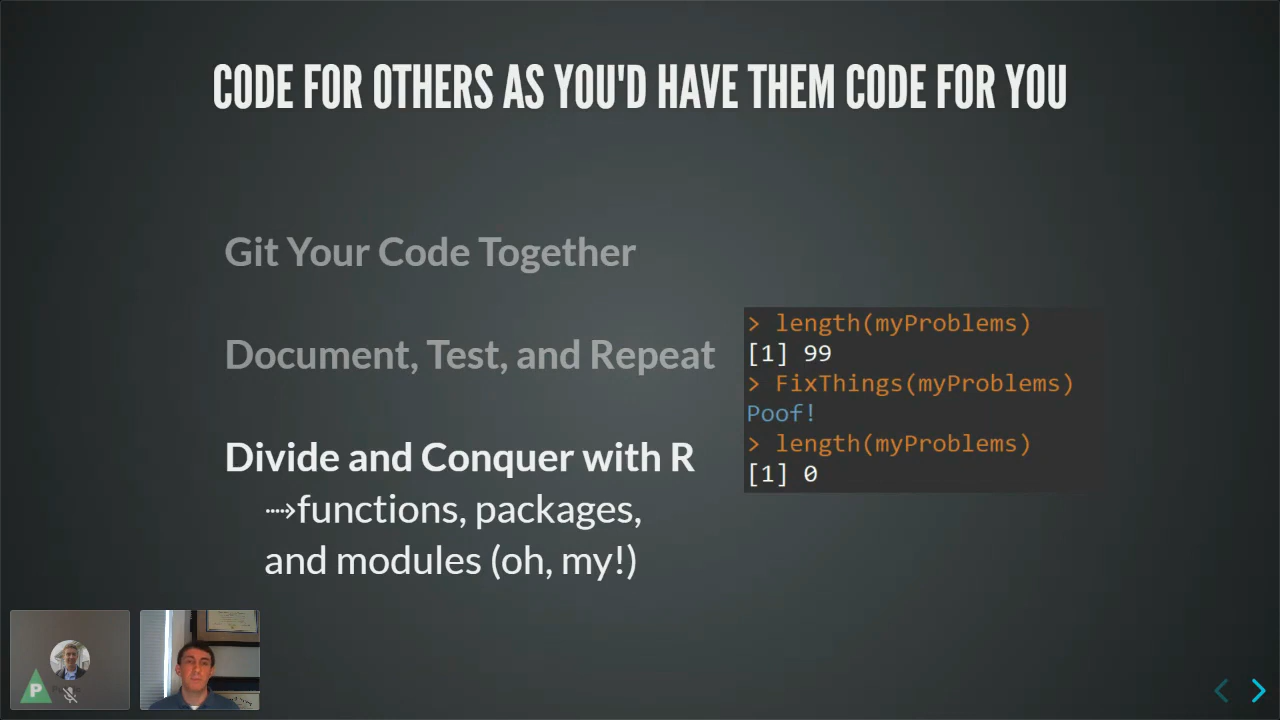 CODE FOR OTHERS AS YOU'D HAVE THEM CODE FOR YOU
Git Your Code Together
Document, Test, and Repeat
Divide and Conquer with R
⤑functions, packages,
and modules (oh, my!)
> length(myProblems)
[1] 99
> FixThings(myProblems)
Poof!
> length(myProblems)
[1] 0
P